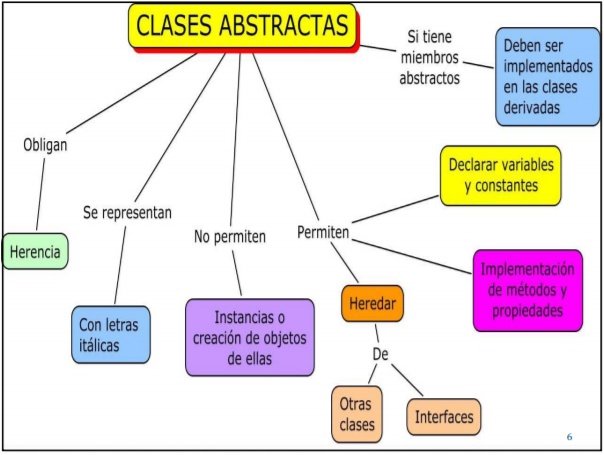 CLASES ABSTRACTAS
Si tiene
miembros
abstractos
Deben ser
implementados
en las clases
derivadas
Obligan
Herencia
Se representan
Con letras
itálicas
No permiten
Instancias o
creación de objetos
de ellas
Permiten
Declarar variables
y constantes
Implementación
de métodos y
propiedades
Heredar
De
Otras
clases
Interfaces
6